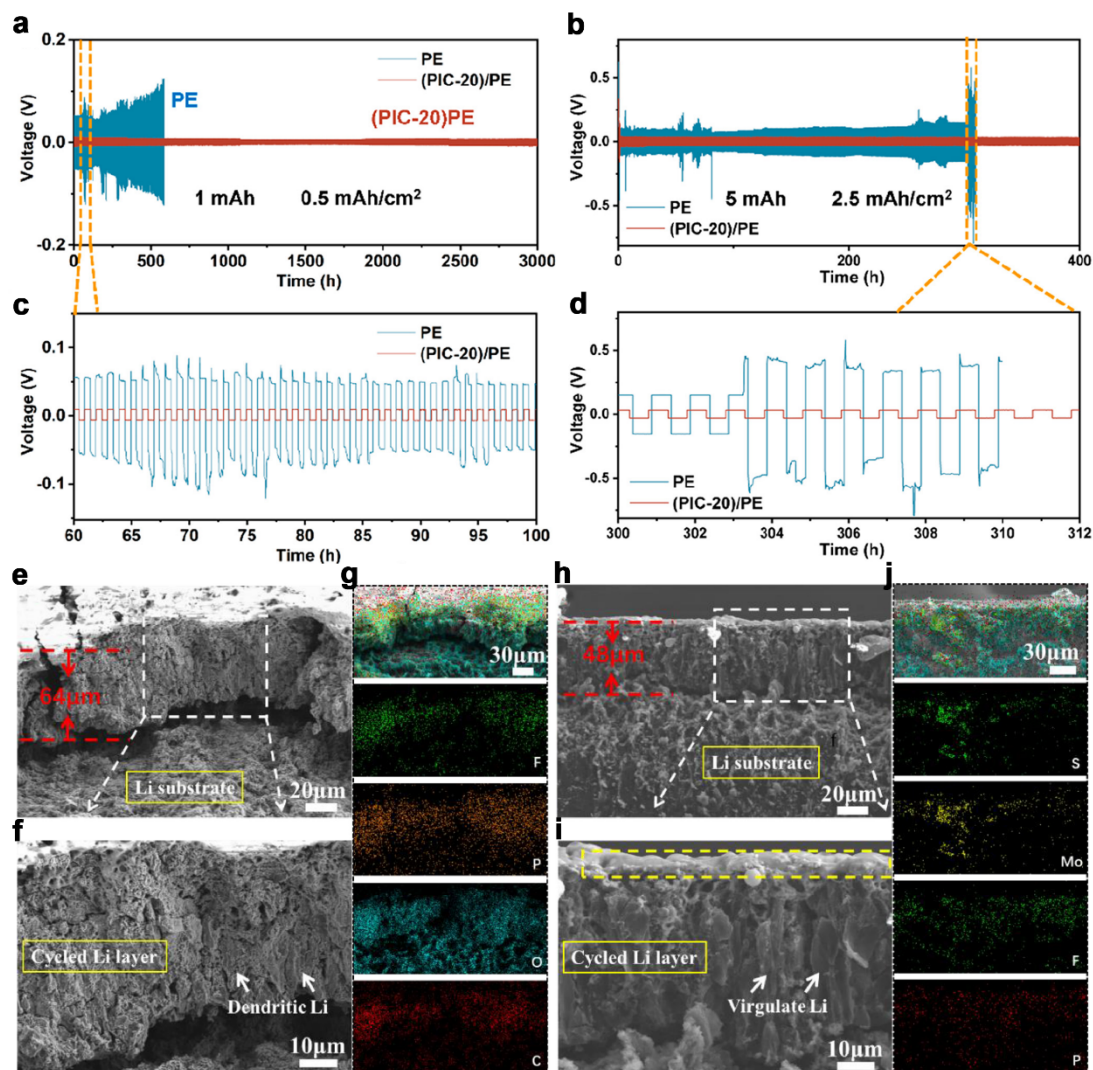 a
0.2
0.1
0.0
-0.1
-0.2
Voltage (V)
PE
(PIC-20)/PE
PE
(PIC-20)PE
1 mAh 0.5 mAh/cm²
0 500 1000 1500 2000 2500 3000
Time (h)
b
0.5
0.0
-0.5
Voltage (V)
5 mAh 2.5 mAh/cm²
PE
(PIC-20)/PE
0 200 400
Time (h)
c
0.1
0.0
-0.1
Voltage (V)
PE
(PIC-20)/PE
60 65 70 75 80 85 90 95 100
Time (h)
d
0.5
0.0
-0.5
Voltage (V)
PE
(PIC-20)/PE
300 302 304 306 308 310 312
Time (h)
e
64μm
Li substrate
20μm
f
Cycled Li layer
Dendritic Li
10μm
g
30μm
F
P
O
C
h
48μm
f
Li substrate
20μm
i
Cycled Li layer
Virgulate Li
10μm
j
30μm
S
Mo
F
P